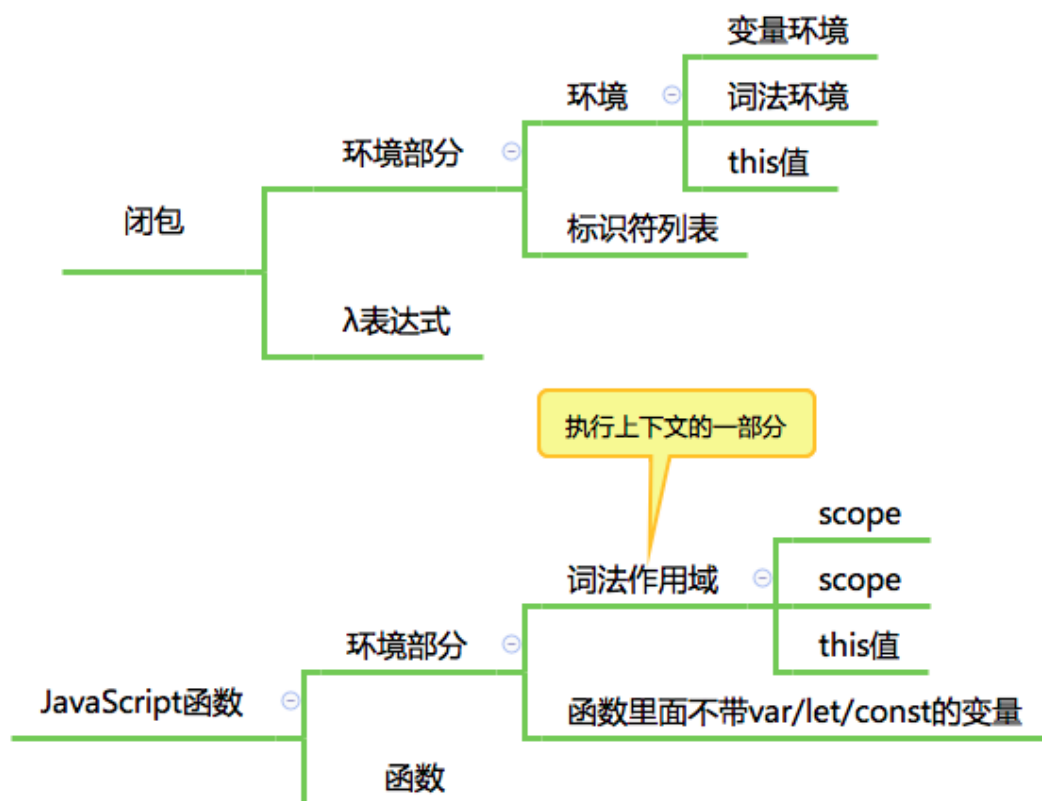 变量环境
环境
词法环境
环境部分
this值
闭包
标识符列表
λ表达式
执行上下文的一部分
scope
词法作用域
scope
环境部分
this值
JavaScript函数
函数里面不带var/let/const的变量
函数